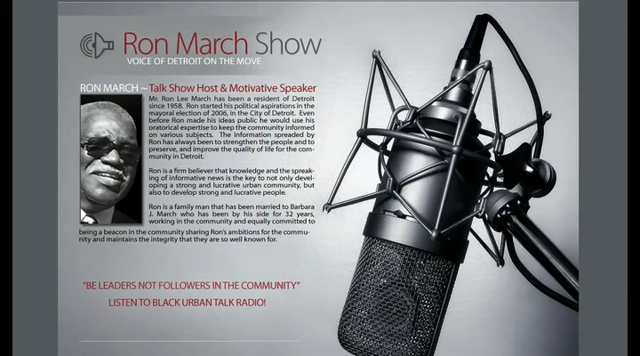 Ron March Show
VOICE OF DETROIT ON THE MOVE
RON MARCH ~ Talk Show Host & Motivative Speaker
Mr. Ron Lee March has been a resident of Detroit
since 1958. Ron started his political aspirations in the
mayoral election of 2006, in the City of Detroit. Even
before Ron made his ideas public he would use his
oratorical expertise to keep the community informed
on various subjects. The information spreaded by
Ron has always been to strengthen the people and to
preserve, and improve the quality of life for the com-
munity in Detroit.
Ron is a firm believer that knowledge and the spreak-
ing of informative news is the key to not only devel-
oping a strong and lucrative urban community, but
also to develop strong and lucrative people.
Ron is a family man that has been married to Barbara
J. March who has been by his side for 32 years,
working in the community and equally committed to
being a beacon in the community sharing Ron's ambitions for the commu-
nity and maintains the integrity that they are so well known for.
"BE LEADERS NOT FOLLOWERS IN THE COMMUNITY"
LISTEN TO BLACK URBAN TALK RADIO!